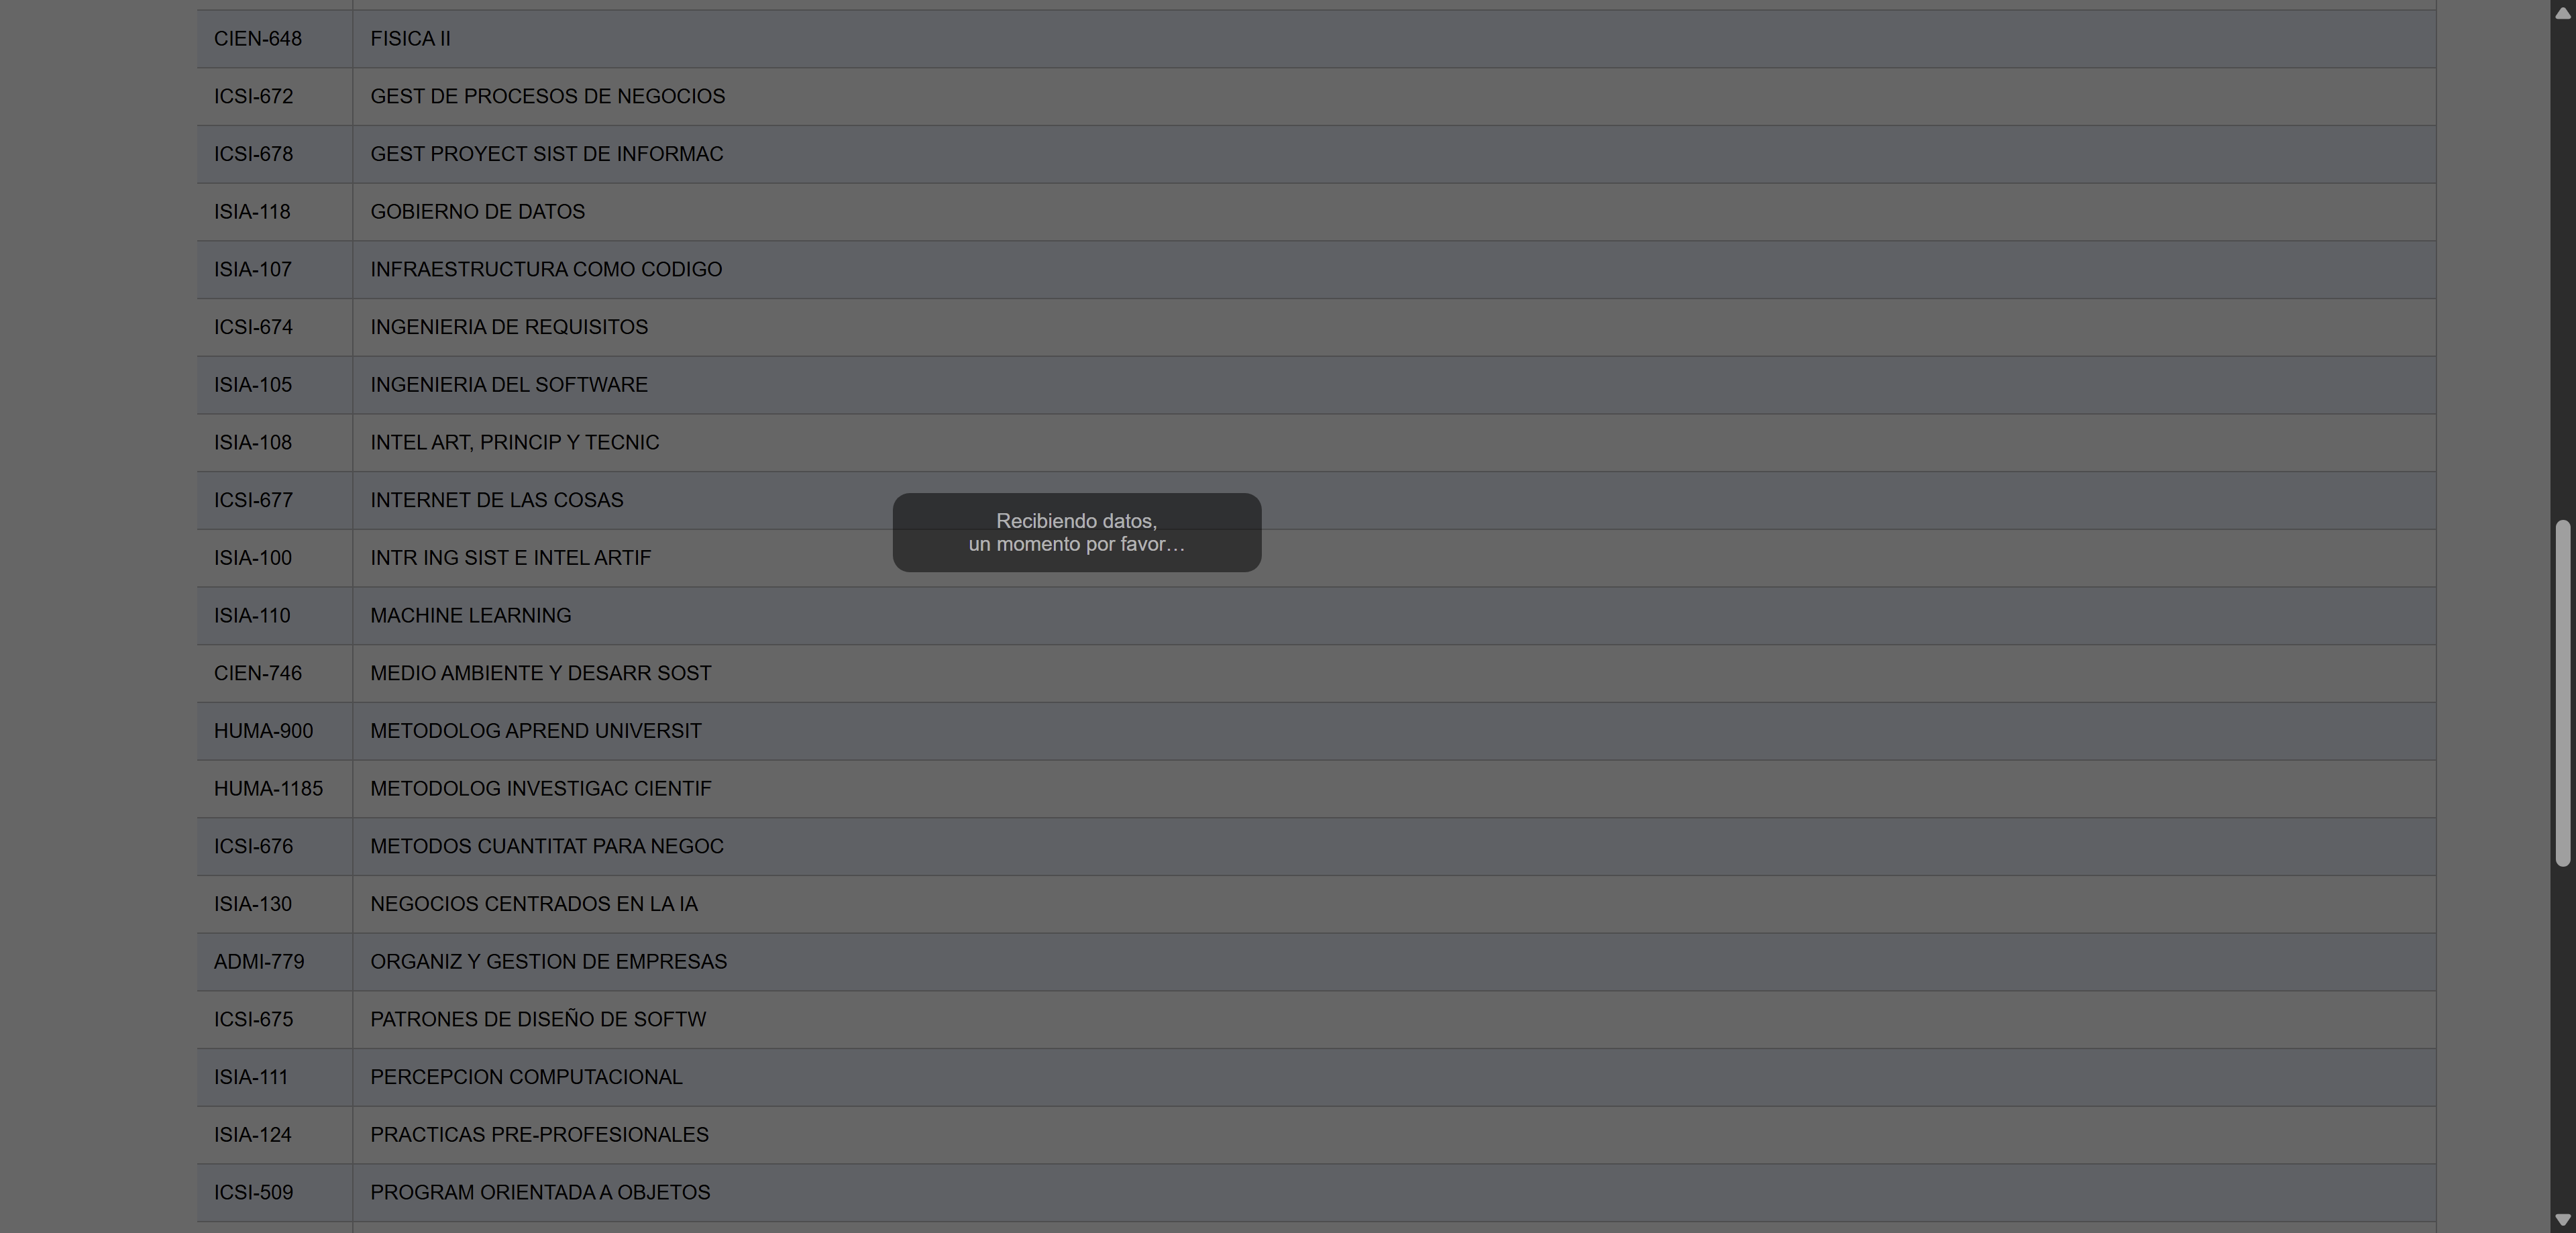 CIEN-648 FISICA II
ICSI-672 GEST DE PROCESOS DE NEGOCIOS
ICSI-678 GEST PROYECT SIST DE INFORMAC
ISIA-118 GOBIERNO DE DATOS
ISIA-107 INFRAESTRUCTURA COMO CODIGO
ICSI-674 INGENIERIA DE REQUISITOS
ISIA-105 INGENIERIA DEL SOFTWARE
ISIA-108 INTEL ART, PRINCIP Y TECNIC
ICSI-677 INTERNET DE LAS COSAS
Recibiendo datos,
un momento por favor…
ISIA-100 INTR ING SIST E INTEL ARTIF
ISIA-110 MACHINE LEARNING
CIEN-746 MEDIO AMBIENTE Y DESARR SOST
HUMA-900 METODOLOG APREND UNIVERSIT
HUMA-1185 METODOLOG INVESTIGAC CIENTIF
ICSI-676 METODOS CUANTITAT PARA NEGOC
ISIA-130 NEGOCIOS CENTRADOS EN LA IA
ADMI-779 ORGANIZ Y GESTION DE EMPRESAS
ICSI-675 PATRONES DE DISEÑO DE SOFTW
ISIA-111 PERCEPCION COMPUTACIONAL
ISIA-124 PRACTICAS PRE-PROFESIONALES
ICSI-509 PROGRAM ORIENTADA A OBJETOS